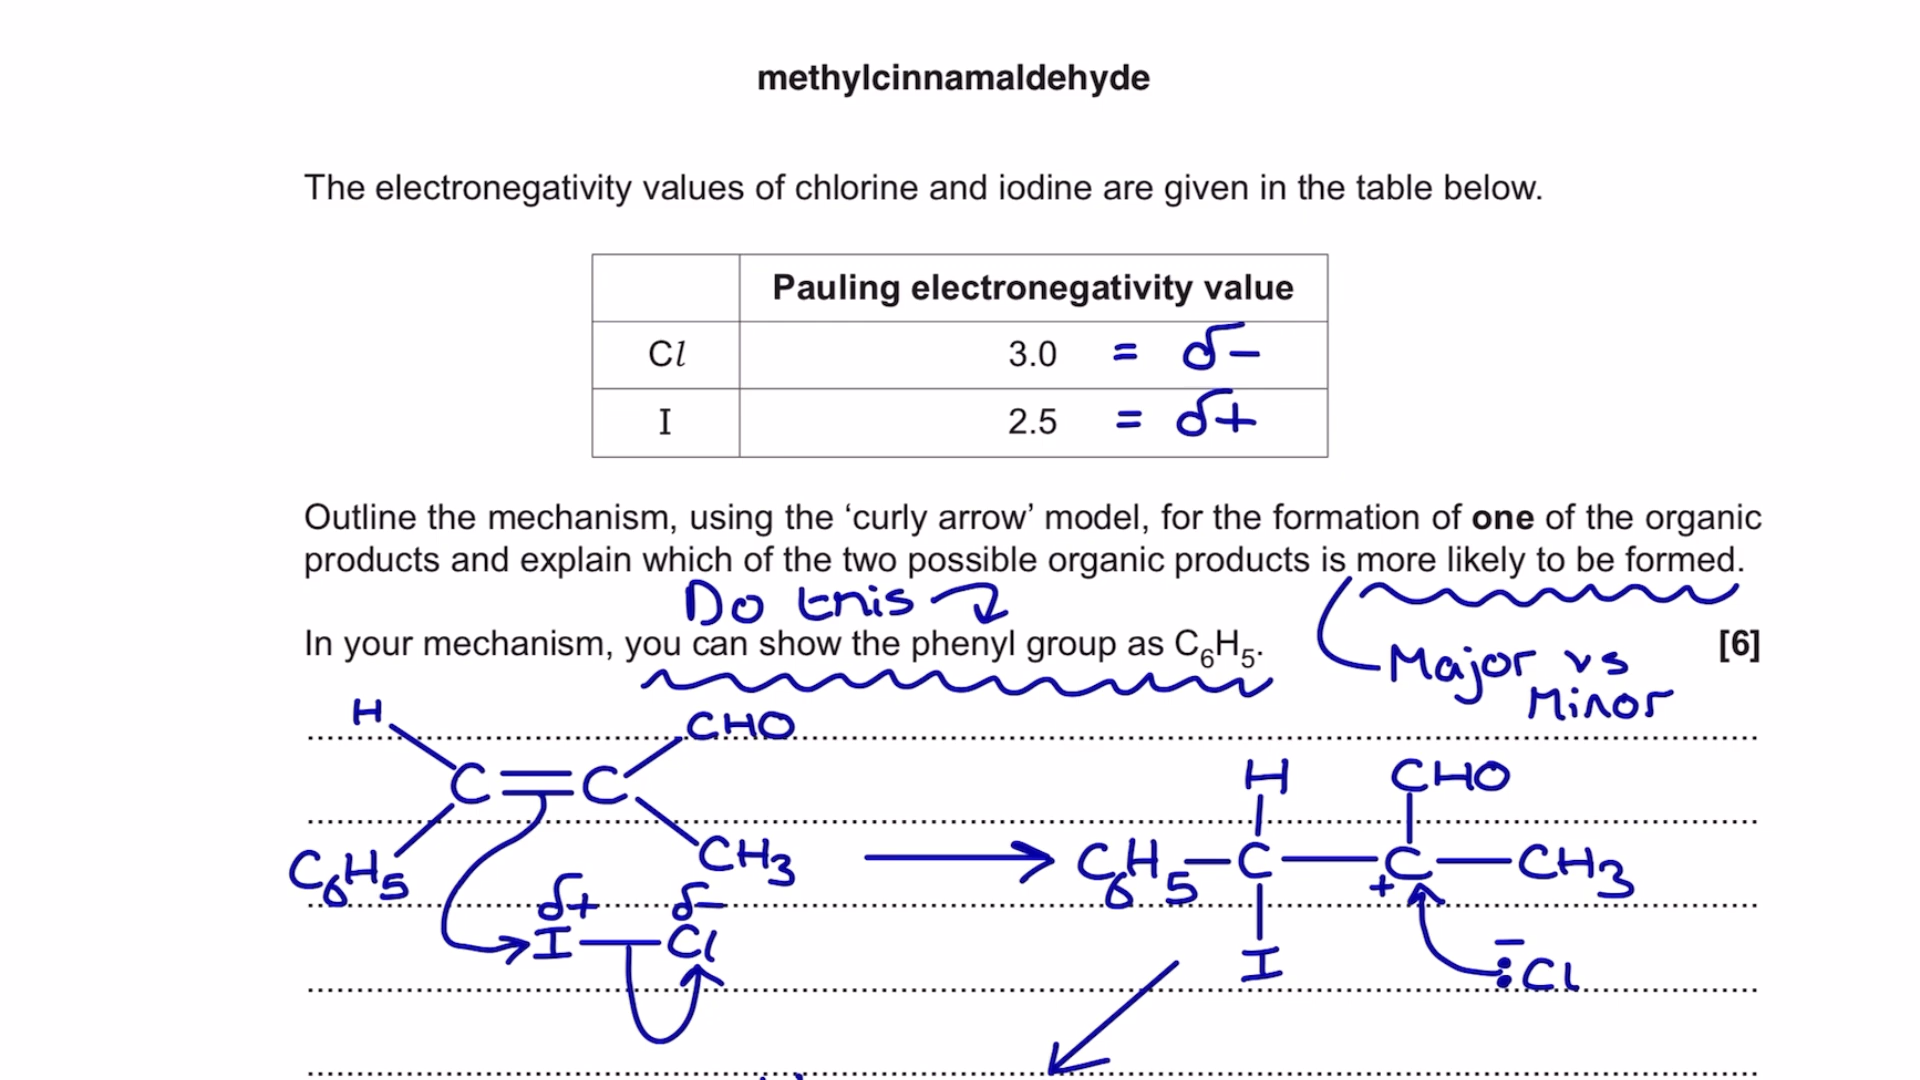 methylcinnamaldehyde
The electronegativity values of chlorine and iodine are given in the table below.
Pauling electronegativity value
Cl 3.0 = δ−
I 2.5 = δ+
Outline the mechanism, using the ‘curly arrow’ model, for the formation of one of the organic
products and explain which of the two possible organic products is more likely to be formed.
Do this
In your mechanism, you can show the phenyl group as C₆H₅. [6]
Major vs
Minor
H CHO
C=C
C₆H₅ CH₃
δ+ δ−
I—Cl
H CHO
C₆H₅—C—C—CH₃
+
I
−
:Cl